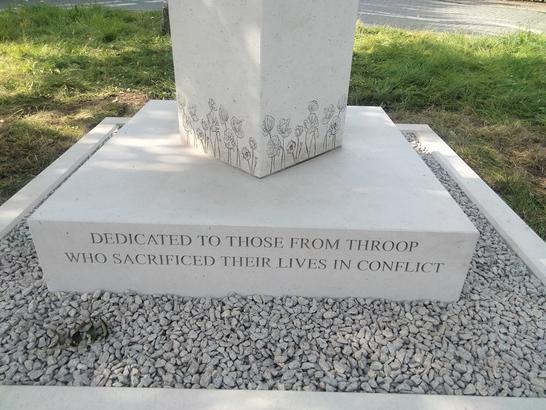 DEDICATED TO THOSE FROM THROOP
WHO SACRIFICED THEIR LIVES IN CONFLICT